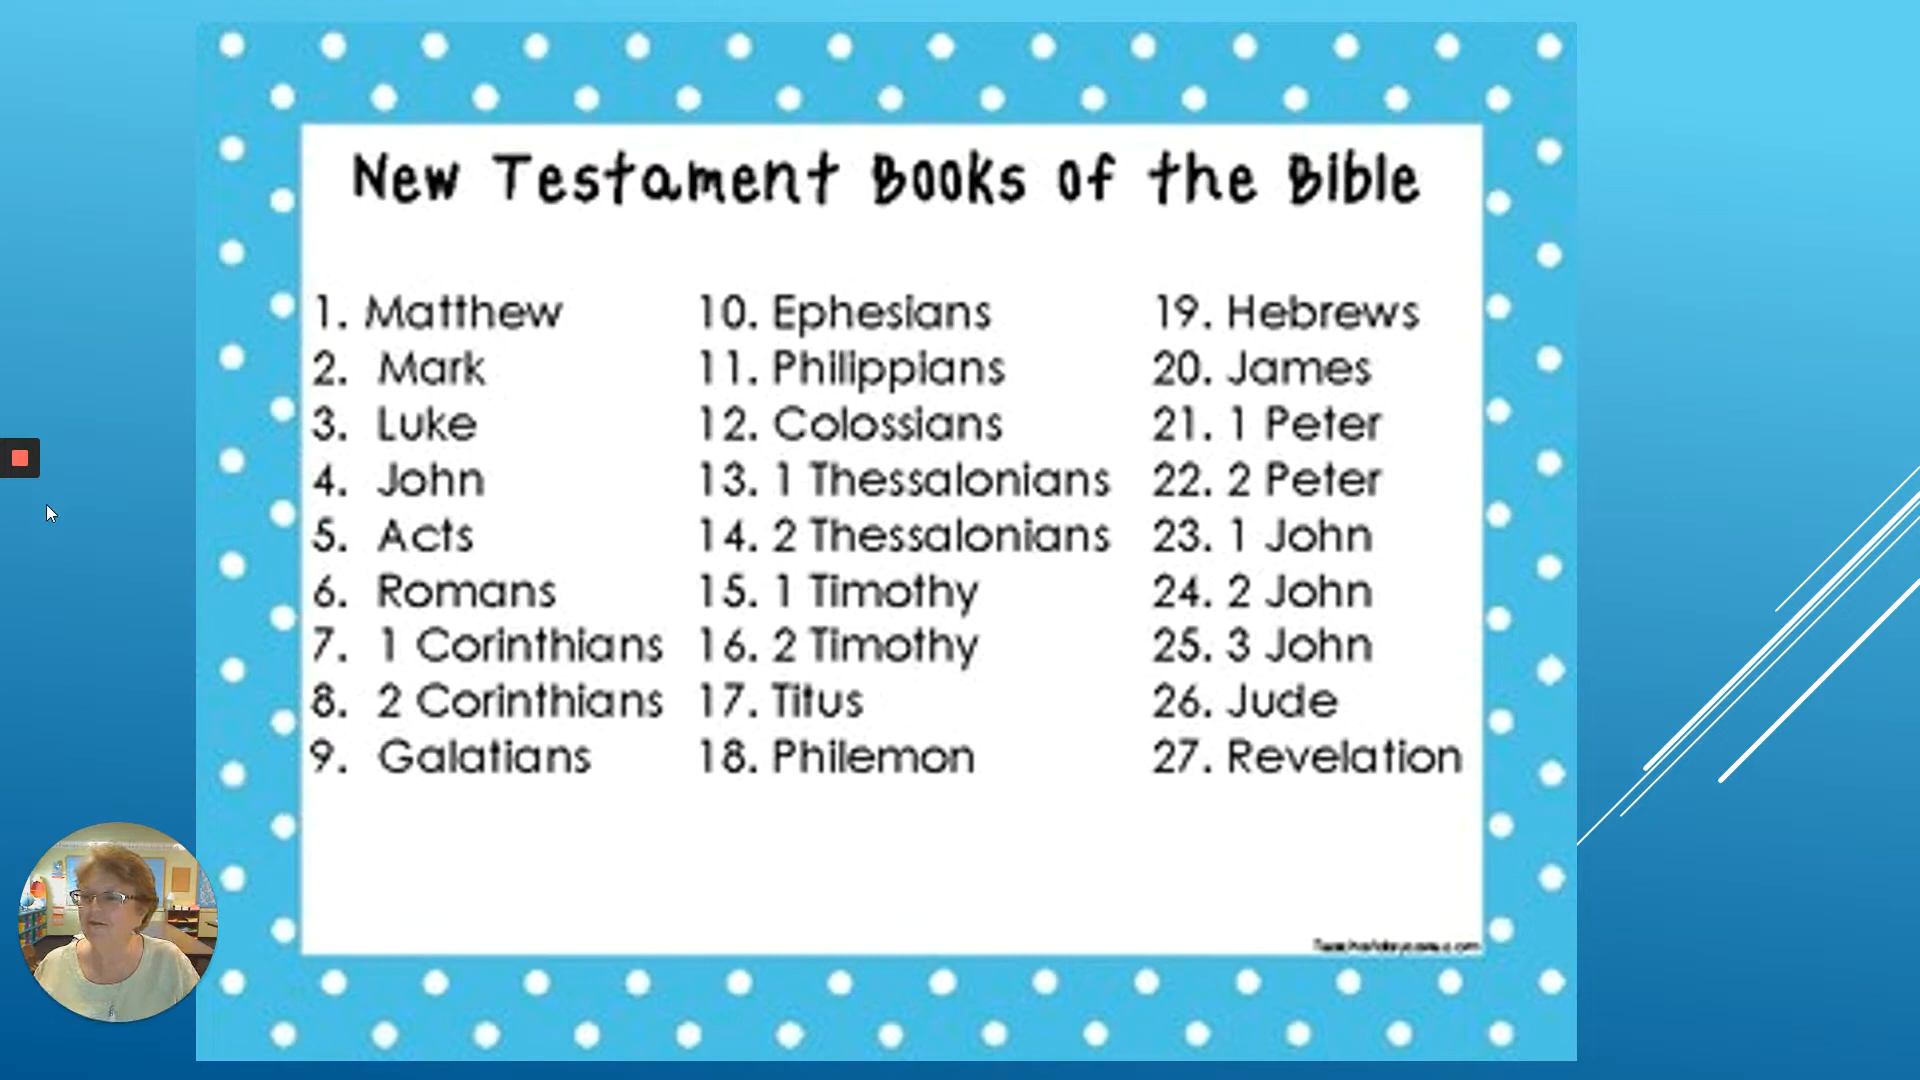 New Testament Books of the Bible
1. Matthew
2. Mark
3. Luke
4. John
5. Acts
6. Romans
7. 1 Corinthians
8. 2 Corinthians
9. Galatians
10. Ephesians
11. Philippians
12. Colossians
13. 1 Thessalonians
14. 2 Thessalonians
15. 1 Timothy
16. 2 Timothy
17. Titus
18. Philemon
19. Hebrews
20. James
21. 1 Peter
22. 2 Peter
23. 1 John
24. 2 John
25. 3 John
26. Jude
27. Revelation